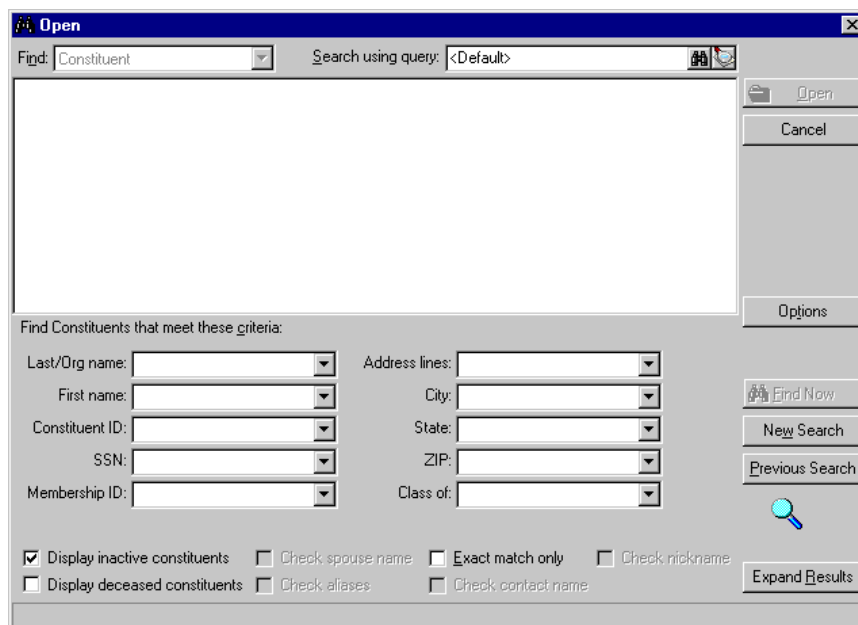 Open
Find: Constituent Search using query: <Default>
Open
Cancel
Options
Find Constituents that meet these criteria:
Last/Org name: Address lines:
First name: City:
Find Now
Constituent ID: State:
New Search
SSN: ZIP:
Previous Search
Membership ID: Class of:
Display inactive constituents Check spouse name Exact match only Check nickname
Display deceased constituents Check aliases Check contact name
Expand Results